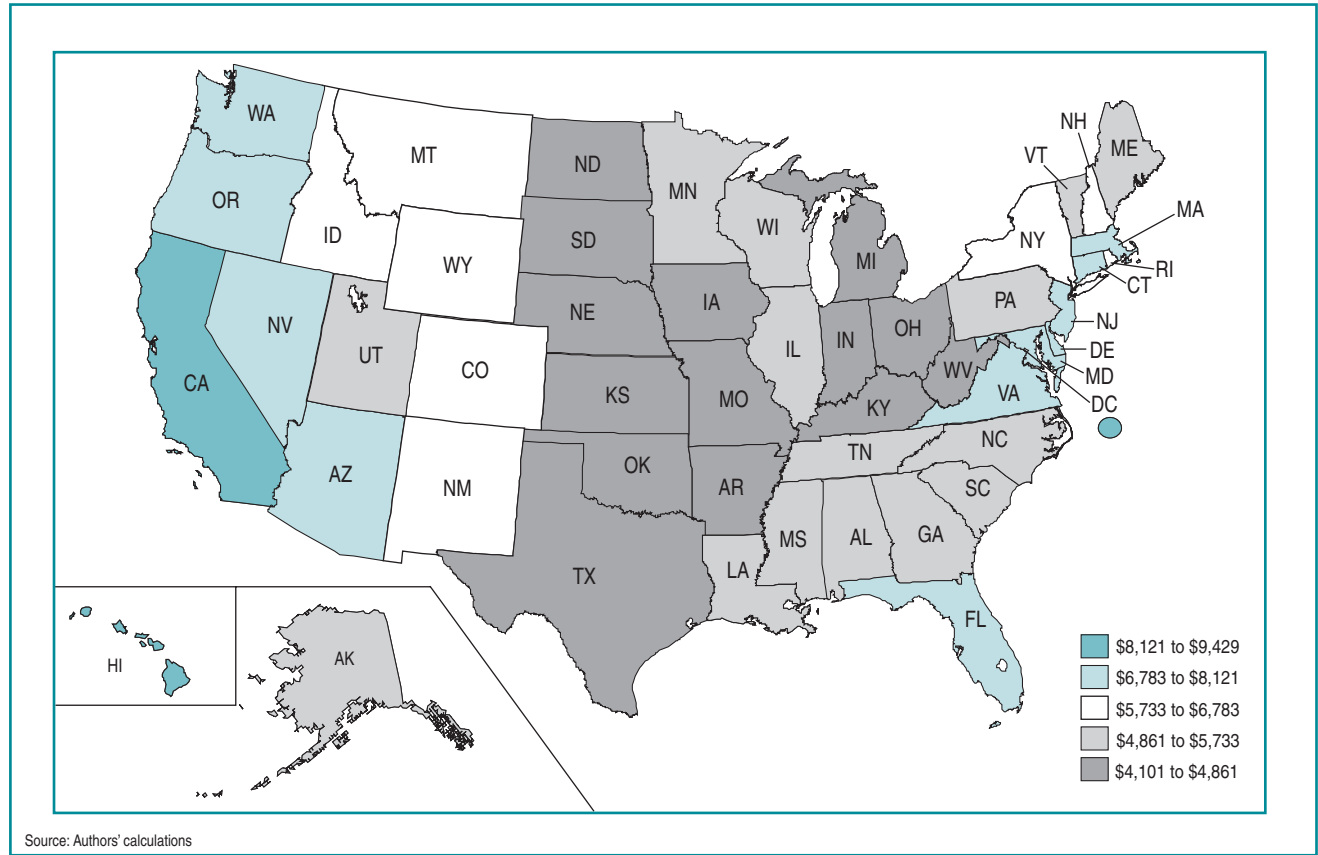 WA
MT
ND
MN
NH
VT
ME
OR
ID
SD
WI
NY
MA
WY
MI
RI
CT
NV
UT
CO
NE
IA
IL
IN
OH
PA
NJ
DE
MD
DC
CA
KS
MO
WV
VA
KY
AZ
NM
OK
AR
TN
NC
SC
MS
AL
GA
TX
LA
FL
HI
AK
$8,121 to $9,429
$6,783 to $8,121
$5,733 to $6,783
$4,861 to $5,733
$4,101 to $4,861
Source: Authors' calculations